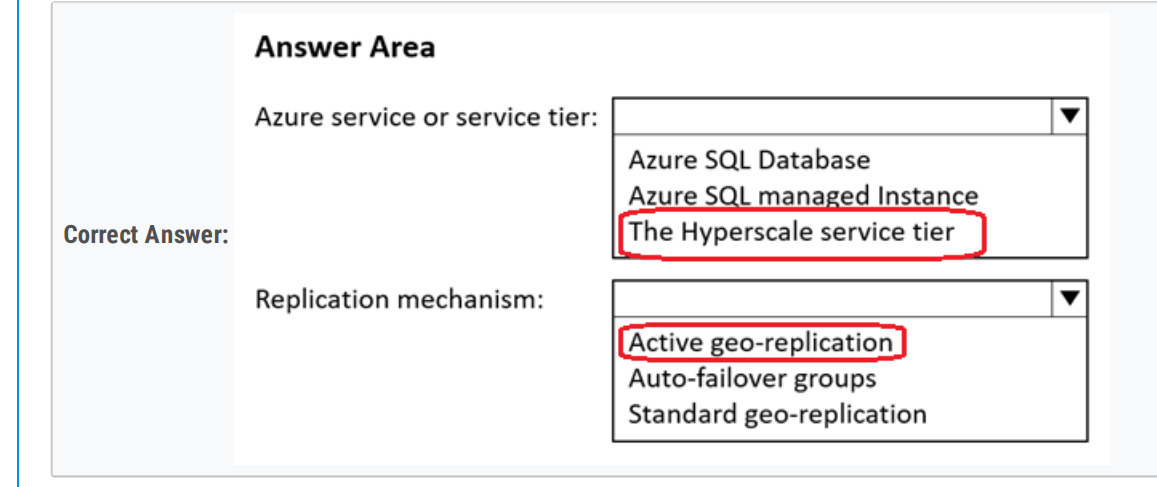 Answer Area
Azure service or service tier:
Azure SQL Database
Azure SQL managed Instance
The Hyperscale service tier
Correct Answer:
Replication mechanism:
Active geo-replication
Auto-failover groups
Standard geo-replication